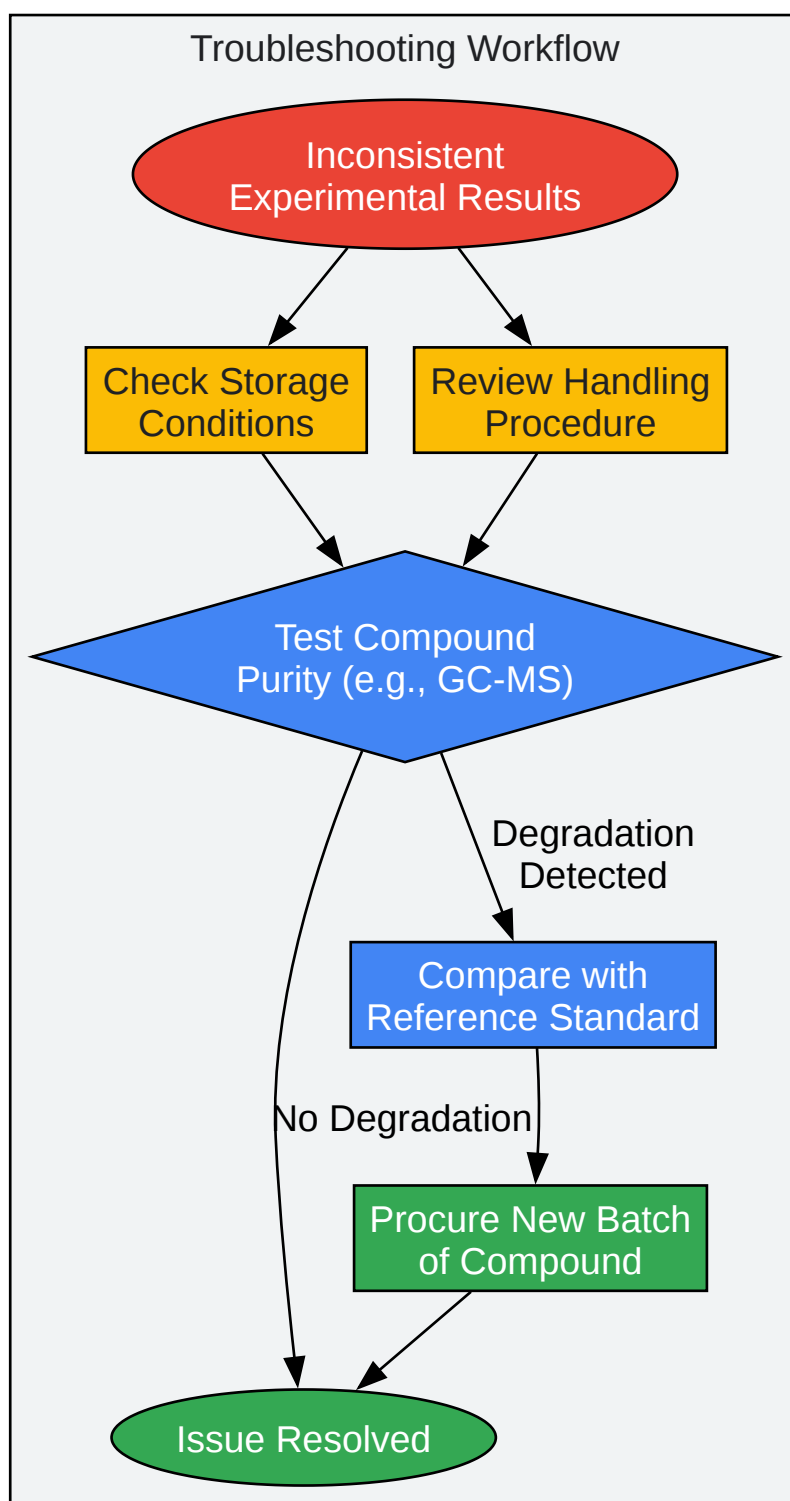 Troubleshooting Workflow
Inconsistent
Experimental Results
Check Storage
Conditions
Review Handling
Procedure
Test Compound
Purity (e.g., GC-MS)
Degradation
Detected
Compare with
Reference Standard
No Degradation
Procure New Batch
of Compound
Issue Resolved